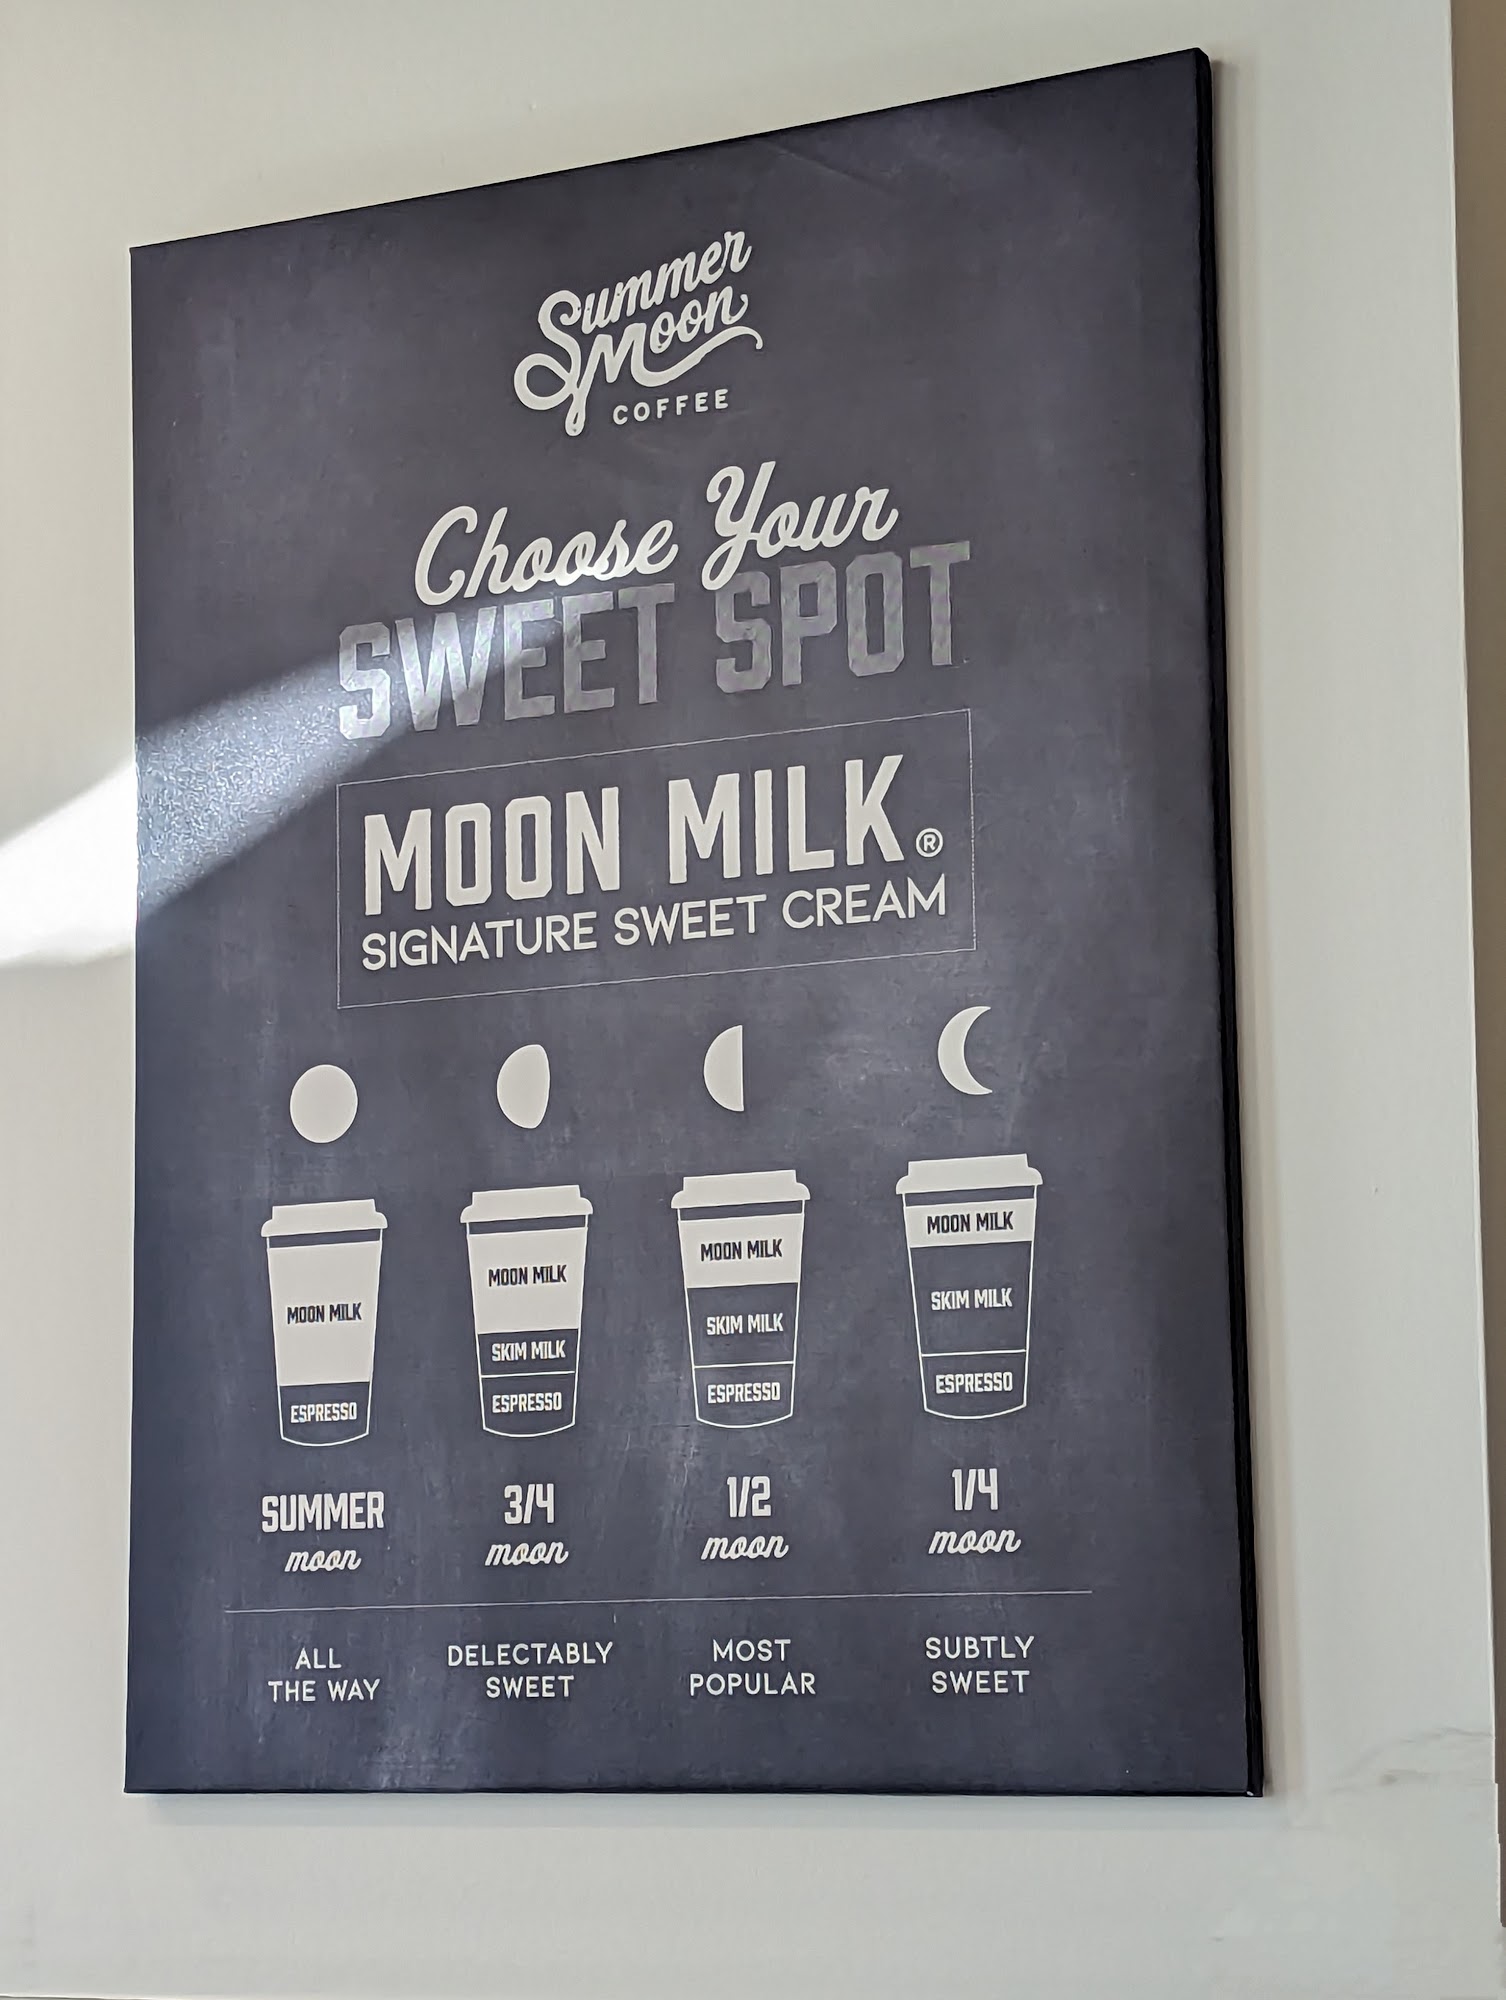 Summer
Moon
COFFEE
Choose Your
SWEET SPOT
MOON MILK®
SIGNATURE SWEET CREAM
MOON MILK
ESPRESSO
SUMMER
moon
ALL
THE WAY
MOON MILK
SKIM MILK
ESPRESSO
3/4
moon
DELECTABLY
SWEET
MOON MILK
SKIM MILK
ESPRESSO
1/2
moon
MOST
POPULAR
MOON MILK
SKIM MILK
ESPRESSO
1/4
moon
SUBTLY
SWEET